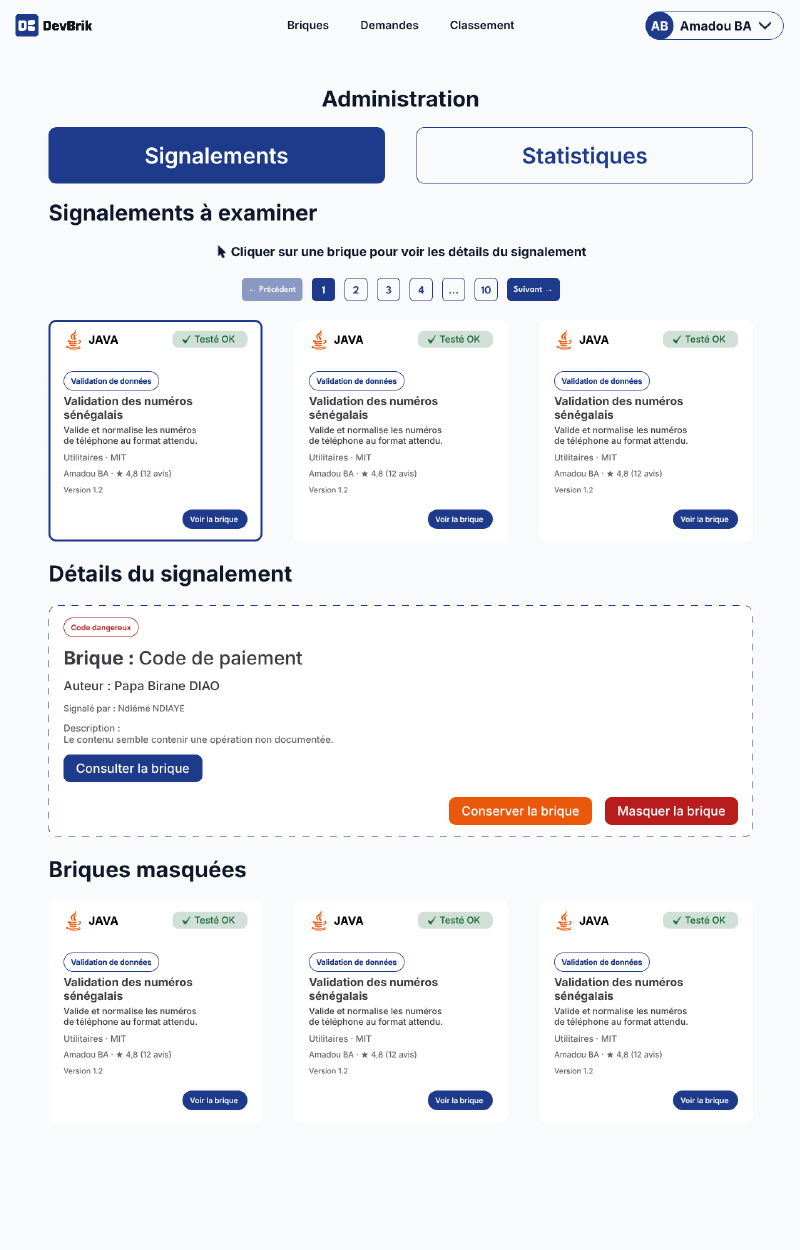 DevBrik
Briques Demandes Classement
AB Amadou BA
Administration
Signalements Statistiques
Signalements à examiner
Cliquer sur une brique pour voir les détails du signalement
← Précédent 1 2 3 4 ... 10 Suivant →
JAVA ✓ Testé OK
Validation de données
Validation des numéros
sénégalais
Valide et normalise les numéros
de téléphone au format attendu.
Utilitaires · MIT
Amadou BA · ★ 4,8 (12 avis)
Version 1.2
Voir la brique
JAVA ✓ Testé OK
Validation de données
Validation des numéros
sénégalais
Valide et normalise les numéros
de téléphone au format attendu.
Utilitaires · MIT
Amadou BA · ★ 4,8 (12 avis)
Version 1.2
Voir la brique
JAVA ✓ Testé OK
Validation de données
Validation des numéros
sénégalais
Valide et normalise les numéros
de téléphone au format attendu.
Utilitaires · MIT
Amadou BA · ★ 4,8 (12 avis)
Version 1.2
Voir la brique
Détails du signalement
Code dangereux
Brique : Code de paiement
Auteur : Papa Birane DIAO
Signalé par : Ndiémé NDIAYE
Description :
Le contenu semble contenir une opération non documentée.
Consulter la brique
Conserver la brique Masquer la brique
Briques masquées
JAVA ✓ Testé OK
Validation de données
Validation des numéros
sénégalais
Valide et normalise les numéros
de téléphone au format attendu.
Utilitaires · MIT
Amadou BA · ★ 4,8 (12 avis)
Version 1.2
Voir la brique
JAVA ✓ Testé OK
Validation de données
Validation des numéros
sénégalais
Valide et normalise les numéros
de téléphone au format attendu.
Utilitaires · MIT
Amadou BA · ★ 4,8 (12 avis)
Version 1.2
Voir la brique
JAVA ✓ Testé OK
Validation de données
Validation des numéros
sénégalais
Valide et normalise les numéros
de téléphone au format attendu.
Utilitaires · MIT
Amadou BA · ★ 4,8 (12 avis)
Version 1.2
Voir la brique